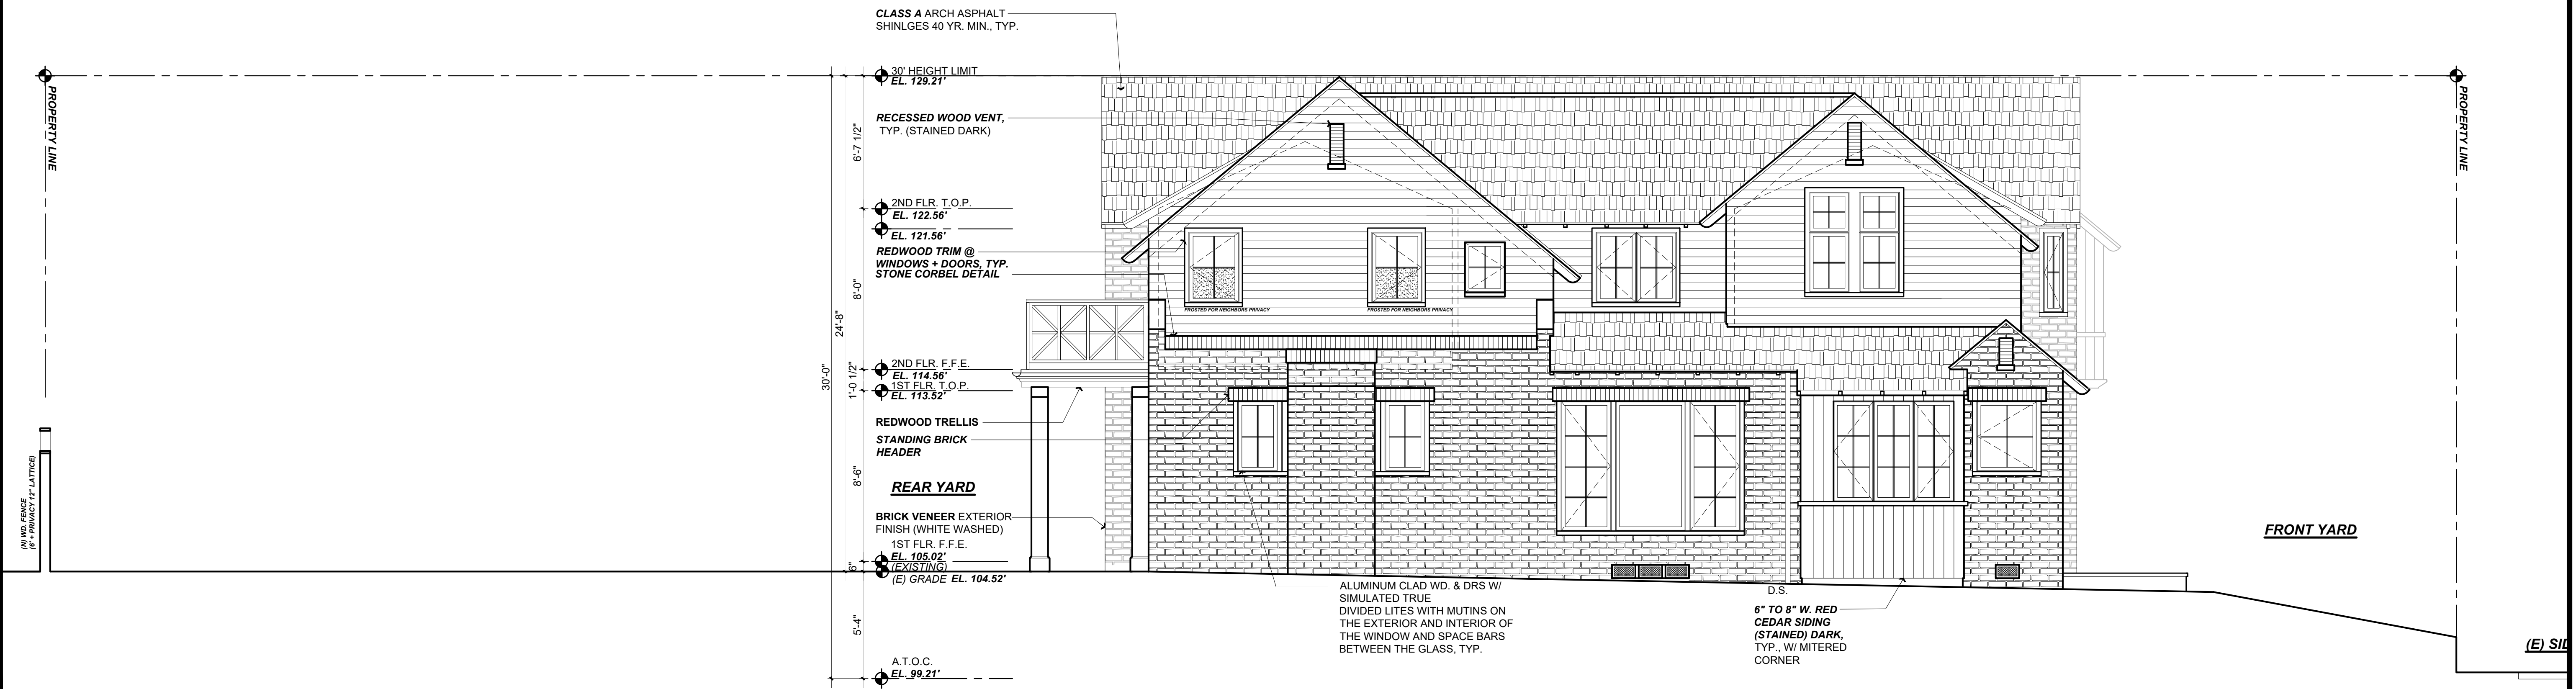 CLASS A ARCH ASPHALT
SHINLGES 40 YR. MIN., TYP.
30' HEIGHT LIMIT
EL. 129.21'
PROPERTY LINE
PROPERTY LINE
RECESSED WOOD VENT,
TYP. (STAINED DARK)
6'-7 1/2"
2ND FLR. T.O.P.
EL. 122.56'
EL. 121.56'
REDWOOD TRIM @
WINDOWS + DOORS, TYP.
STONE CORBEL DETAIL
8'-0"
24'-8"
30'-0"
FROSTED FOR NEIGHBORS PRIVACY
FROSTED FOR NEIGHBORS PRIVACY
2ND FLR. F.F.E.
EL. 114.56'
1ST FLR. T.O.P.
EL. 113.52'
1'-0 1/2"
REDWOOD TRELLIS
STANDING BRICK
HEADER
8'-6"
REAR YARD
BRICK VENEER EXTERIOR
FINISH (WHITE WASHED)
1ST FLR. F.F.E.
EL. 105.02'
(EXISTING)
(E) GRADE EL. 104.52'
6"
5'-4"
A.T.O.C.
EL. 99.21'
(N) WD. FENCE
(6' + PRIVACY 12" LATTICE)
ALUMINUM CLAD WD. & DRS W/
SIMULATED TRUE
DIVIDED LITES WITH MUTINS ON
THE EXTERIOR AND INTERIOR OF
THE WINDOW AND SPACE BARS
BETWEEN THE GLASS, TYP.
D.S.
6" TO 8" W. RED
CEDAR SIDING
(STAINED) DARK,
TYP., W/ MITERED
CORNER
FRONT YARD
(E) SID